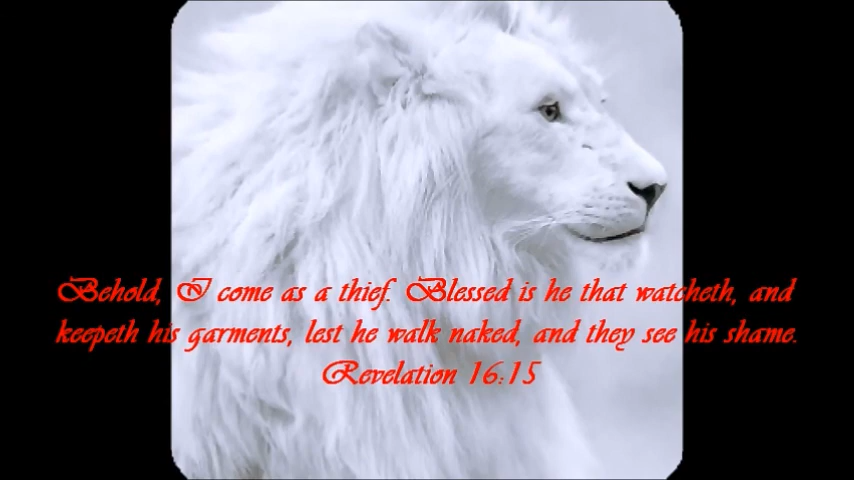 Behold, I come as a thief. Blessed is he that watcheth, and
keepeth his garments, lest he walk naked, and they see his shame.
Revelation 16:15